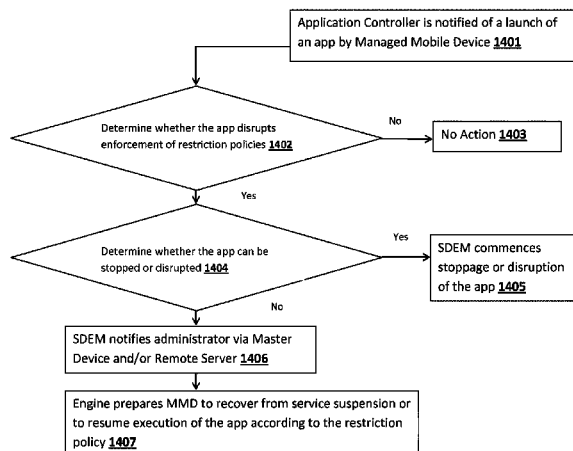 Application Controller is notified of a launch of
an app by Managed Mobile Device 1401
Determine whether the app disrupts
enforcement of restriction policies 1402
No
No Action 1403
Yes
Determine whether the app can be
stopped or disrupted 1404
Yes
SDEM commences
stoppage or disruption
of the app 1405
No
SDEM notifies administrator via Master
Device and/or Remote Server 1406
Engine prepares MMD to recover from service suspension or
to resume execution of the app according to the restriction
policy 1407